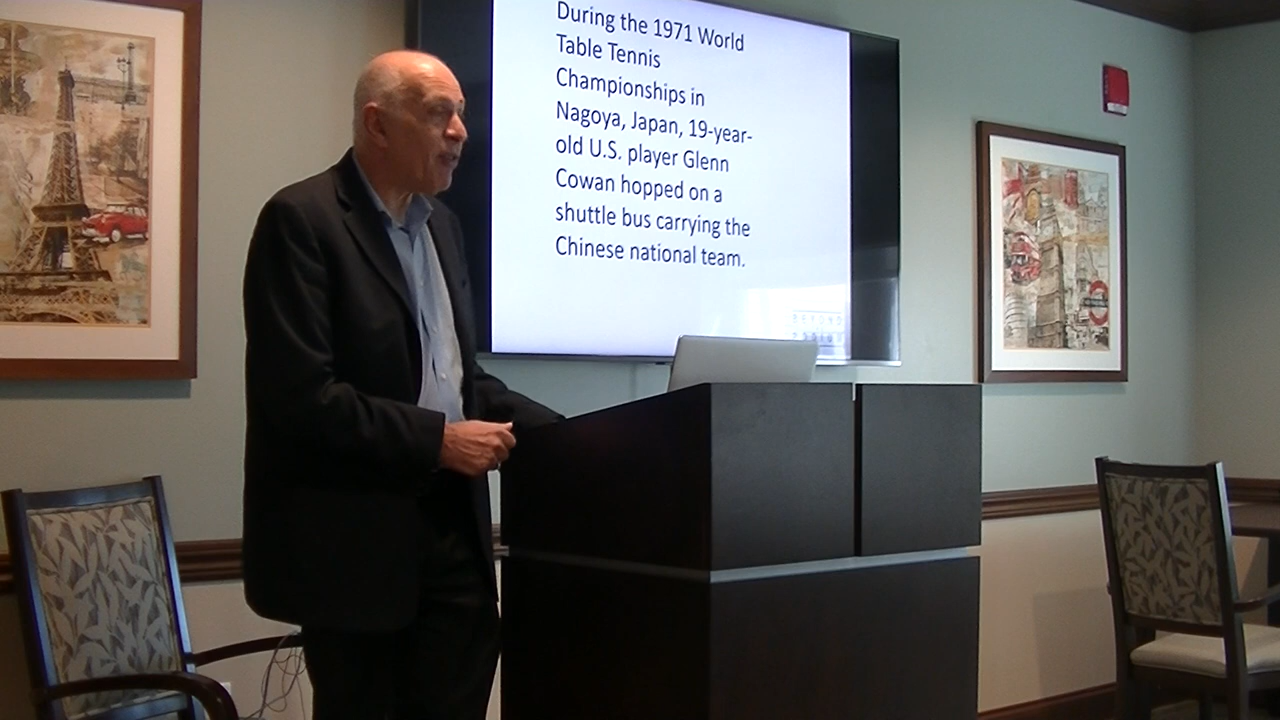 During the 1971 World
Table Tennis
Championships in
Nagoya, Japan, 19-year-
old U.S. player Glenn
Cowan hopped on a
shuttle bus carrying the
Chinese national team.